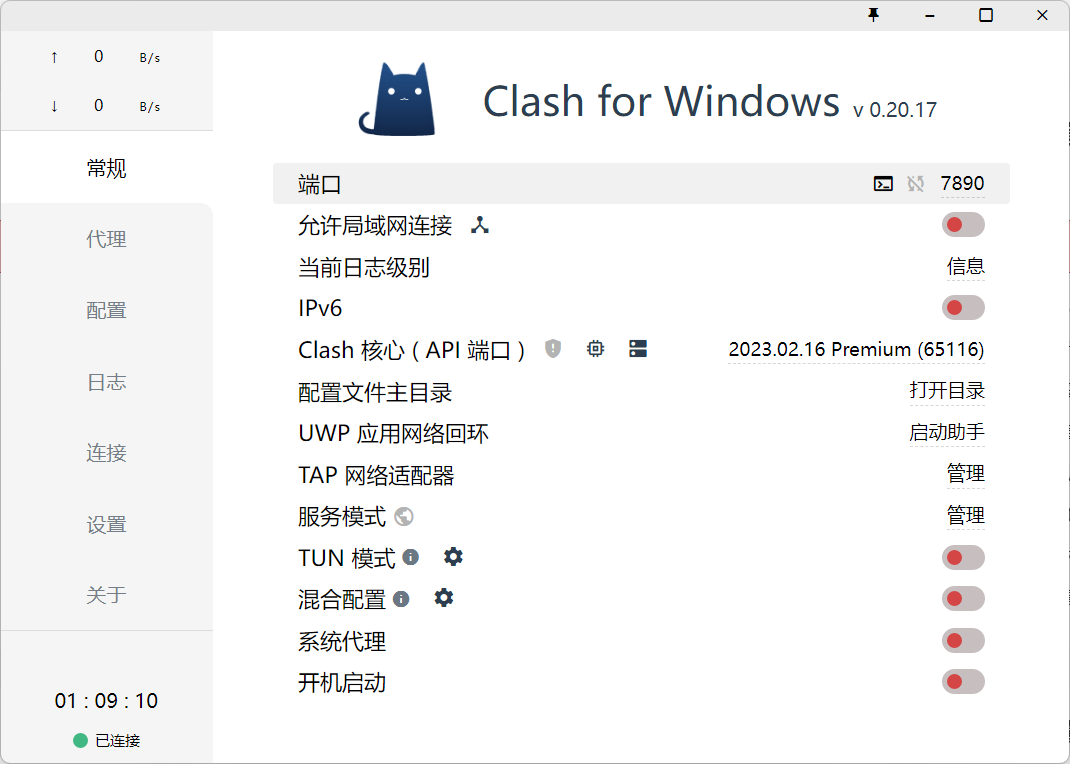 ↑ 0 B/s
↓ 0 B/s
常规
代理
配置
日志
连接
设置
关于
01 : 09 : 10
已连接
Clash for Windows v 0.20.17
端口 7890
允许局域网连接
当前日志级别 信息
IPv6
Clash 核心 ( API 端口 ) 2023.02.16 Premium (65116)
配置文件主目录 打开目录
UWP 应用网络回环 启动助手
TAP 网络适配器 管理
服务模式 管理
TUN 模式
混合配置
系统代理
开机启动